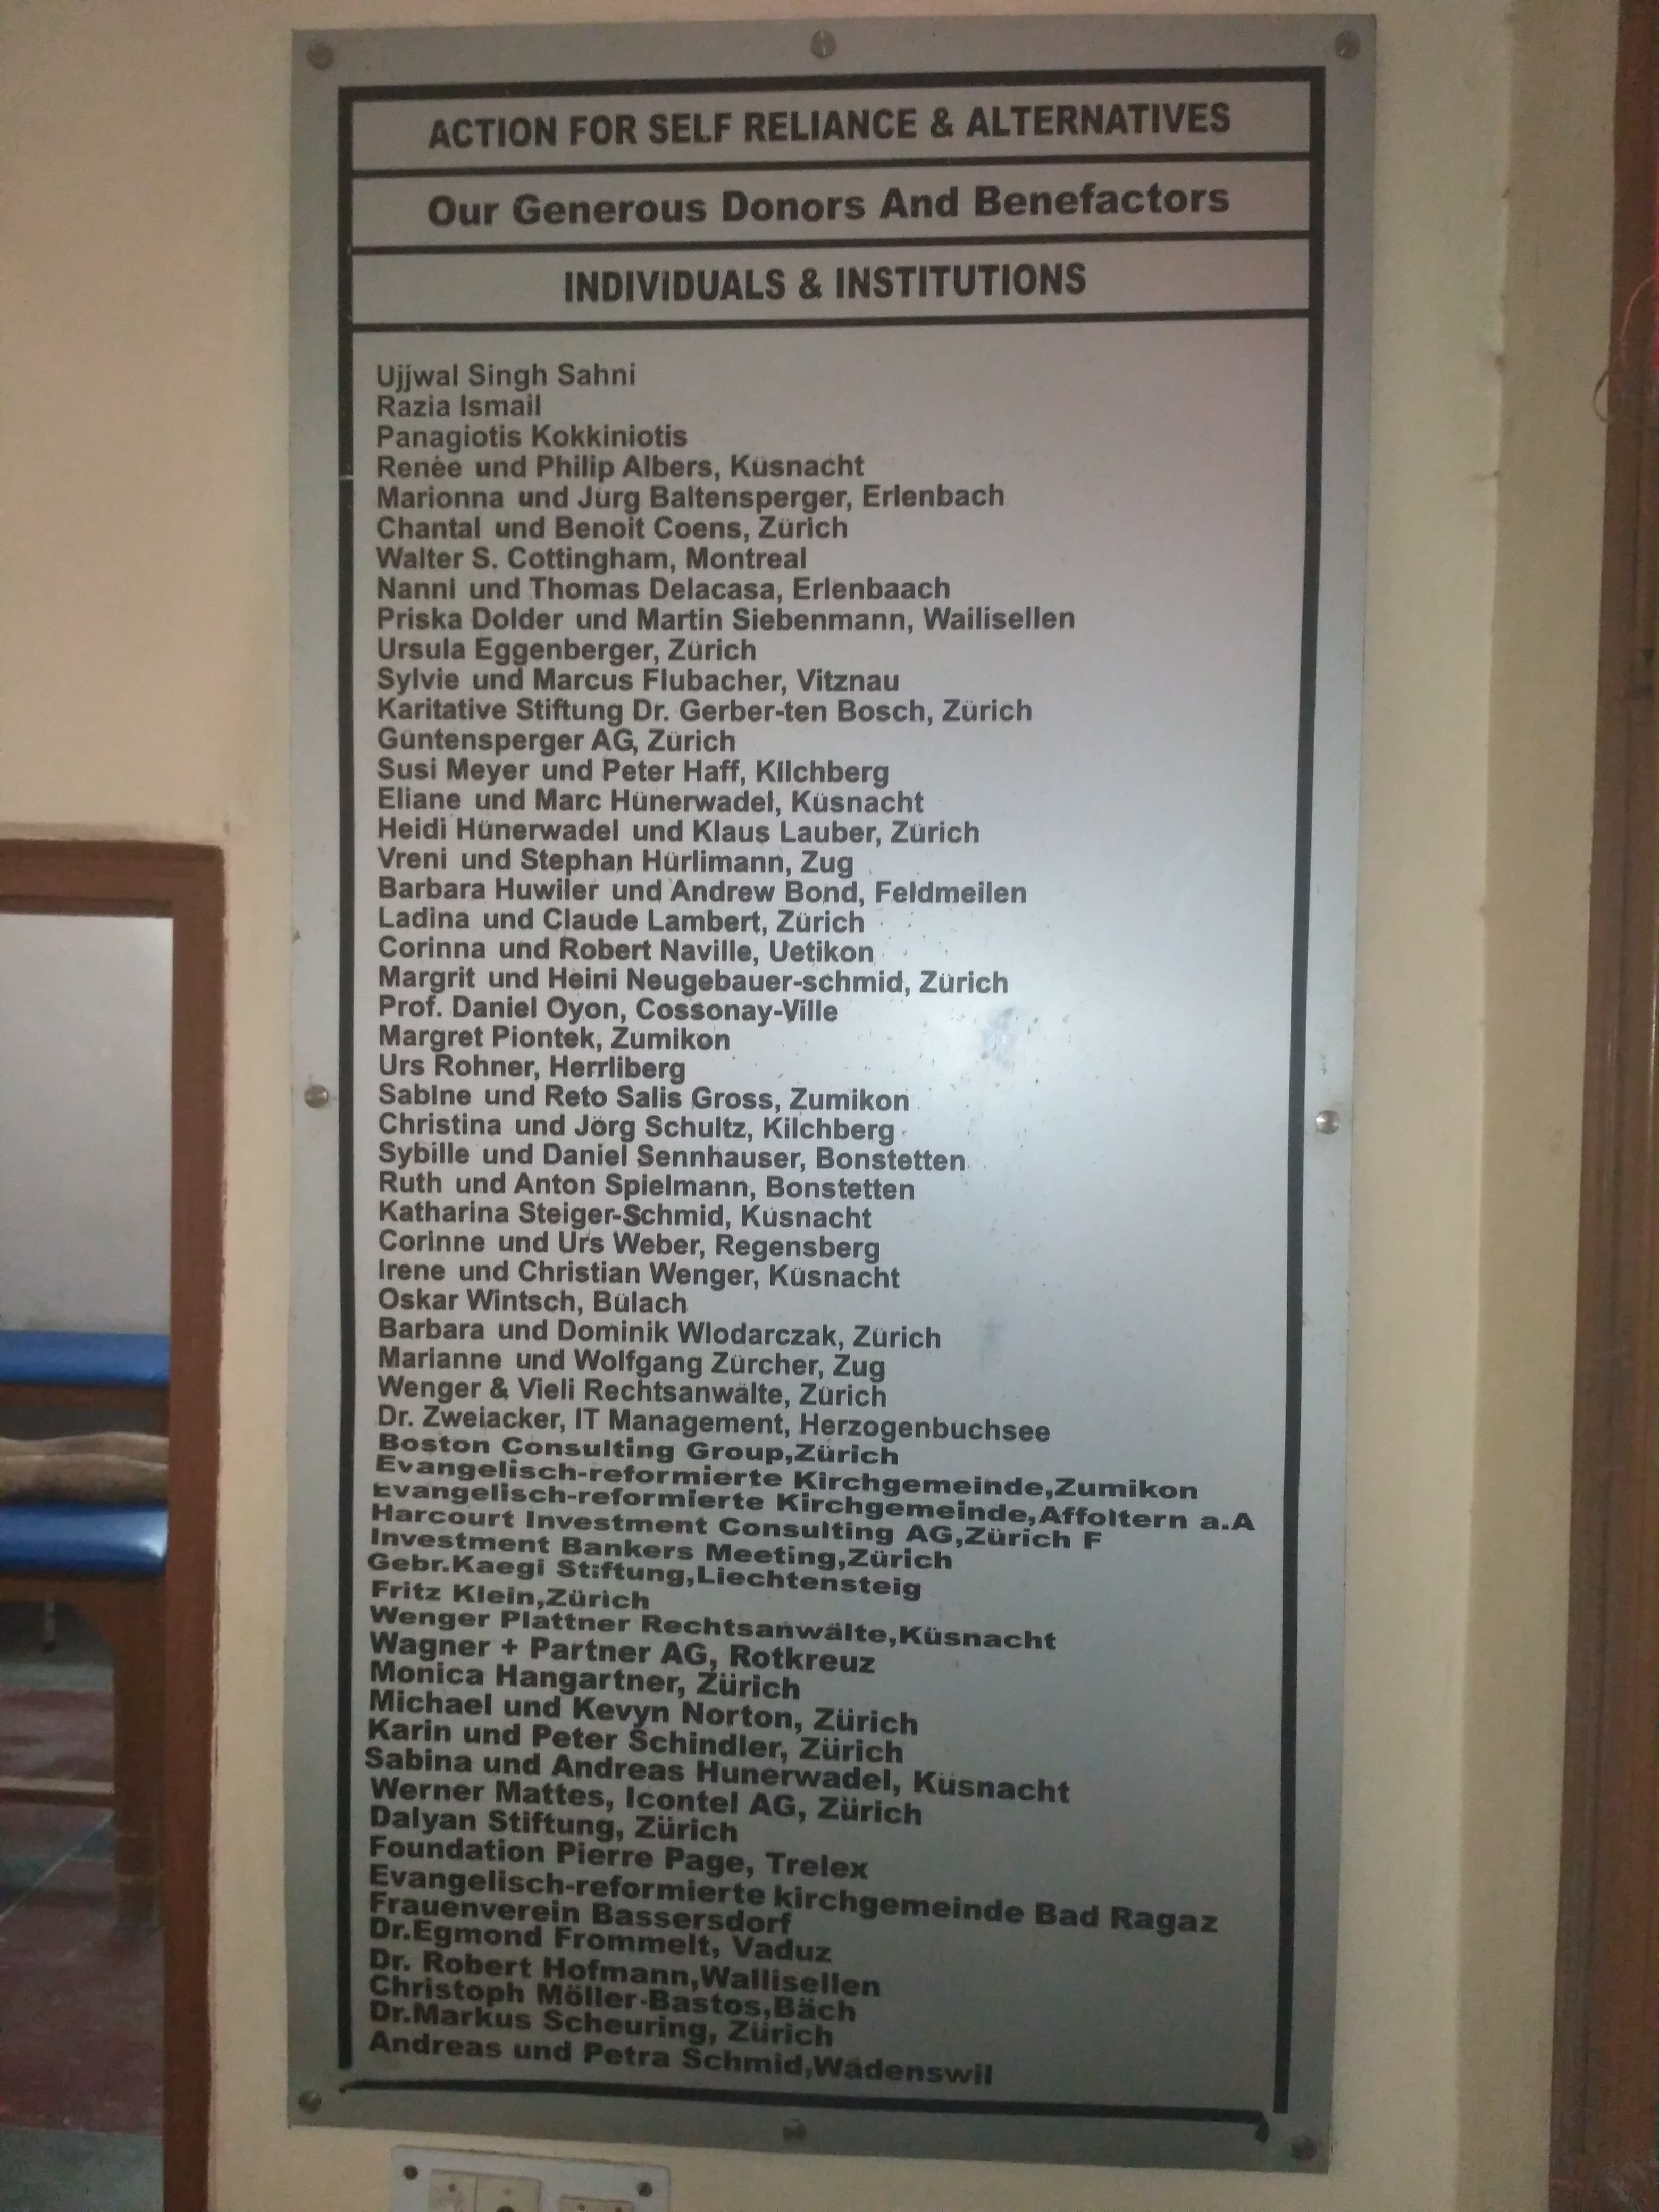 ACTION FOR SELF RELIANCE & ALTERNATIVES
Our Generous Donors And Benefactors
INDIVIDUALS & INSTITUTIONS
Ujjwal Singh Sahni
Razia Ismail
Panagiotis Kokkiniotis
Renée und Philip Albers, Küsnacht
Marionna und Jürg Baltensperger, Erlenbach
Chantal und Benoit Coens, Zürich
Walter S. Cottingham, Montreal
Nanni und Thomas Delacasa, Erlenbaach
Priska Dolder und Martin Siebenmann, Wailisellen
Ursula Eggenberger, Zürich
Sylvie und Marcus Flubacher, Vitznau
Karitative Stiftung Dr. Gerber-ten Bosch, Zürich
Güntensperger AG, Zürich
Susi Meyer und Peter Haff, Kilchberg
Eliane und Marc Hünerwadel, Küsnacht
Heidi Hünerwadel und Klaus Lauber, Zürich
Vreni und Stephan Hürlimann, Zug
Barbara Huwiler und Andrew Bond, Feldmeilen
Ladina und Claude Lambert, Zürich
Corinna und Robert Naville, Uetikon
Margrit und Heini Neugebauer-schmid, Zürich
Prof. Daniel Oyon, Cossonay-Ville
Margret Piontek, Zumikon
Urs Rohner, Herrliberg
Sabine und Reto Salis Gross, Zumikon
Christina und Jörg Schultz, Kilchberg
Sybille und Daniel Sennhauser, Bonstetten
Ruth und Anton Spielmann, Bonstetten
Katharina Steiger-Schmid, Küsnacht
Corinne und Urs Weber, Regensberg
Irene und Christian Wenger, Küsnacht
Oskar Wintsch, Bülach
Barbara und Dominik Wlodarczak, Zürich
Marianne und Wolfgang Zürcher, Zug
Wenger & Vieli Rechtsanwälte, Zürich
Dr. Zweiacker, IT Management, Herzogenbuchsee
Boston Consulting Group,Zürich
Evangelisch-reformierte Kirchgemeinde,Zumikon
Evangelisch-reformierte Kirchgemeinde,Affoltern a.A
Harcourt Investment Consulting AG,Zürich F
Investment Bankers Meeting,Zürich
Gebr.Kaegi Stiftung,Liechtensteig
Fritz Klein,Zürich
Wenger Plattner Rechtsanwälte,Küsnacht
Wagner + Partner AG, Rotkreuz
Monica Hangartner, Zürich
Michael und Kevyn Norton, Zürich
Karin und Peter Schindler, Zürich
Sabina und Andreas Hunerwadel, Küsnacht
Werner Mattes, Icontel AG, Zürich
Dalyan Stiftung, Zürich
Foundation Pierre Page, Trelex
Evangelisch-reformierte kirchgemeinde Bad Ragaz
Frauenverein Bassersdorf
Dr.Egmond Frommelt, Vaduz
Dr. Robert Hofmann,Wallisellen
Christoph Möller-Bastos,Bäch
Dr.Markus Scheuring, Zürich
Andreas und Petra Schmid,Wädenswil